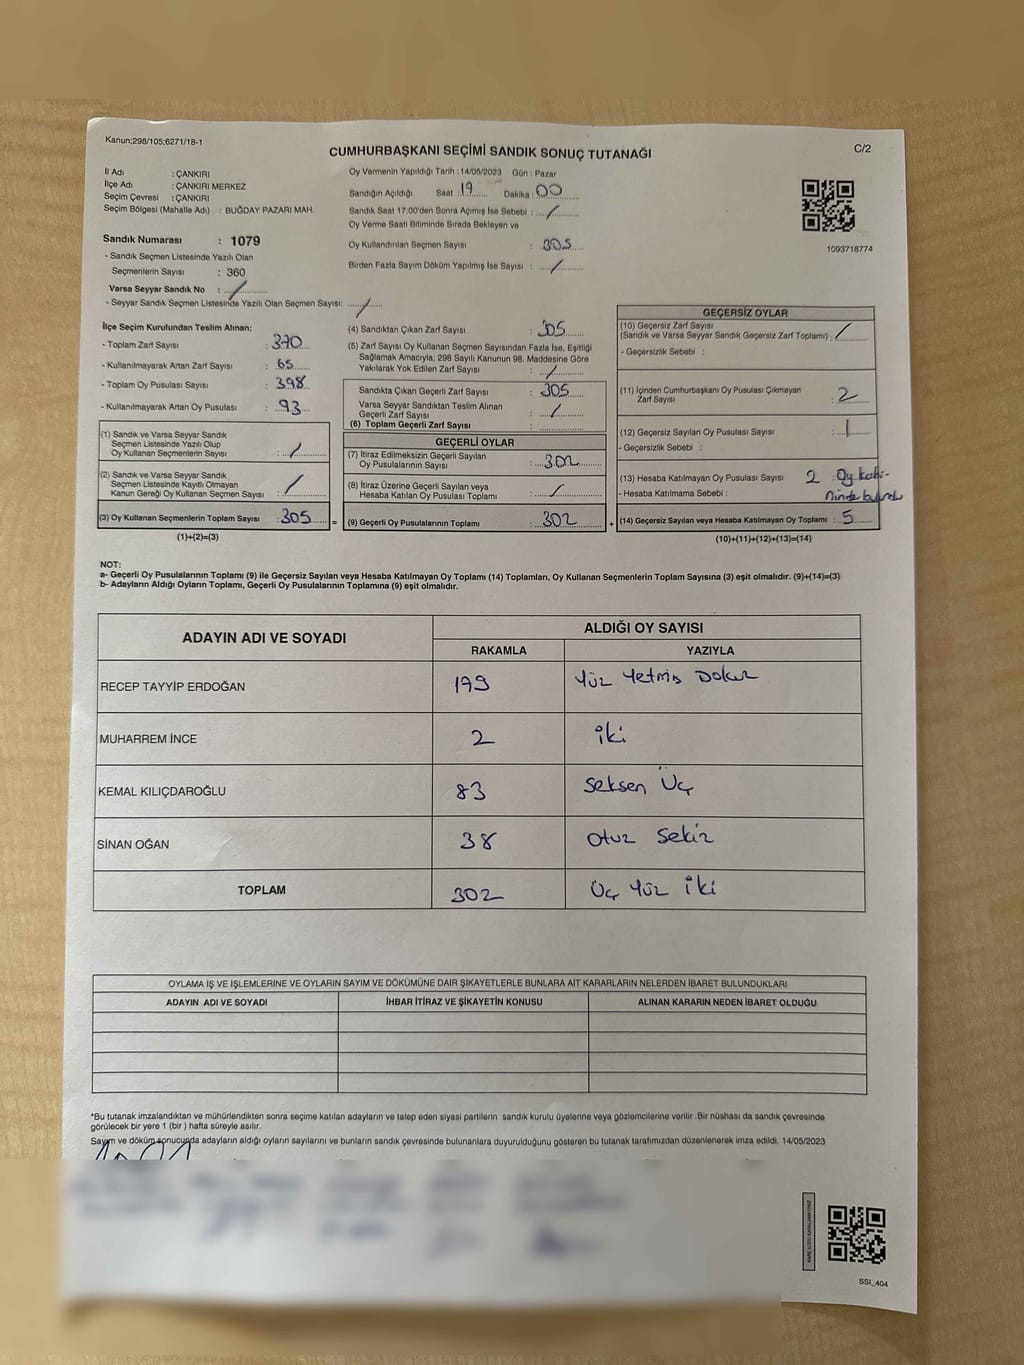 Kanun;298/105;6271/18-1
CUMHURBAŞKANI SEÇİMİ SANDIK SONUÇ TUTANAĞI
C/2
İl Adı : ÇANKIRI
İlçe Adı : ÇANKIRI MERKEZ
Seçim Çevresi : ÇANKIRI
Seçim Bölgesi (Mahalle Adı) : BUĞDAY PAZARI MAH.
Sandık Numarası : 1079
- Sandık Seçmen Listesinde Yazılı Olan
Seçmenlerin Sayısı : 360
Varsa Seyyar Sandık No : /
- Seyyar Sandık Seçmen Listesinde Yazılı Olan Seçmen Sayısı: /
Oy Vermenin Yapıldığı Tarih : 14/05/2023 Gün : Pazar
Sandığın Açıldığı Saat : 19 Dakika : 00
Sandık Saat 17:00'den Sonra Açımış İse Sebebi : /
Oy Verme Saati Bitiminde Sırada Bekleyen ve
Oy Kullandırılan Seçmen Sayısı : 305
Birden Fazla Sayım Döküm Yapılmış İse Sayısı : /
1093718774
İlçe Seçim Kurulundan Teslim Alınan:
- Toplam Zarf Sayısı : 370
- Kullanılmayarak Artan Zarf Sayısı : 65
- Toplam Oy Pusulası Sayısı : 398
- Kullanılmayarak Artan Oy Pusulası : 93
(1) Sandık ve Varsa Seyyar Sandık
Seçmen Listesinde Yazılı Olup
Oy Kullanan Seçmenlerin Sayısı : /
(2) Sandık ve Varsa Seyyar Sandık
Seçmen Listesinde Kayıtlı Olmayan
Kanun Gereği Oy Kullanan Seçmen Sayısı : /
(3) Oy Kullanan Seçmenlerin Toplam Sayısı : 305 =
(1)+(2)=(3)
(4) Sandıktan Çıkan Zarf Sayısı : 305
(5) Zarf Sayısı Oy Kullanan Seçmen Sayısından Fazla İse, Eşitliği
Sağlamak Amacıyla; 298 Sayılı Kanunun 98. Maddesine Göre
Yakılarak Yok Edilen Zarf Sayısı : /
Sandıkta Çıkan Geçerli Zarf Sayısı : 305
Varsa Seyyar Sandıktan Teslim Alınan
Geçerli Zarf Sayısı : /
(6) Toplam Geçerli Zarf Sayısı
GEÇERLİ OYLAR
(7) İtiraz Edilmeksizin Geçerli Sayılan
Oy Pusulalarının Sayısı : 302
(8) İtiraz Üzerine Geçerli Sayılan veya
Hesaba Katılan Oy Pusulası Toplamı : /
(9) Geçerli Oy Pusulalarının Toplamı : 302 +
GEÇERSİZ OYLAR
(10) Geçersiz Zarf Sayısı
(Sandık ve Varsa Seyyar Sandık Geçersiz Zarf Toplamı) : /
- Geçersizlik Sebebi :
(11) İçinden Cumhurbaşkanı Oy Pusulası Çıkmayan
Zarf Sayısı : 2
(12) Geçersiz Sayılan Oy Pusulası Sayısı : 1
- Geçersizlik Sebebi :
(13) Hesaba Katılmayan Oy Pusulası Sayısı 2 : Oy kabi-
- Hesaba Katılmama Sebebi : ninde bulundu
(14) Geçersiz Sayılan veya Hesaba Katılmayan Oy Toplamı : 5
(10)+(11)+(12)+(13)=(14)
NOT:
a- Geçerli Oy Pusulalarının Toplamı (9) ile Geçersiz Sayılan veya Hesaba Katılmayan Oy Toplamı (14) Toplamları, Oy Kullanan Seçmenlerin Toplam Sayısına (3) eşit olmalıdır. (9)+(14)=(3)
b- Adayların Aldığı Oyların Toplamı, Geçerli Oy Pusulalarının Toplamına (9) eşit olmalıdır.
ADAYIN ADI VE SOYADI
ALDIĞI OY SAYISI
RAKAMLA YAZIYLA
RECEP TAYYİP ERDOĞAN 179 Yüz Yetmiş Dokuz
MUHARREM İNCE 2 İki
KEMAL KILIÇDAROĞLU 83 Seksen Üç
SİNAN OĞAN 38 Otuz Sekiz
TOPLAM 302 Üç Yüz İki
OYLAMA İŞ VE İŞLEMLERİNE VE OYLARIN SAYIM VE DÖKÜMÜNE DAİR ŞİKAYETLERLE BUNLARA AİT KARARLARIN NELERDEN İBARET BULUNDUKLARI
ADAYIN ADI VE SOYADI İHBAR İTİRAZ VE ŞİKAYETİN KONUSU ALINAN KARARIN NEDEN İBARET OLDUĞU
*Bu tutanak imzalandıktan ve mühürlendikten sonra seçime katılan adayların ve talep eden siyasi partilerin sandık kurulu üyelerine veya gözlemcilerine verilir .Bir nüshası da sandık çevresinde
görülecek bir yere 1 (bir ) hafta süreyle asılır.
Sayım ve döküm sonucunda adayların aldığı oyların sayılarını ve bunların sandık çevresinde bulunanlara duyurulduğunu gösteren bu tutanak tarafımızdan düzenlenerek imza edildi. 14/05/2023
SSI_404